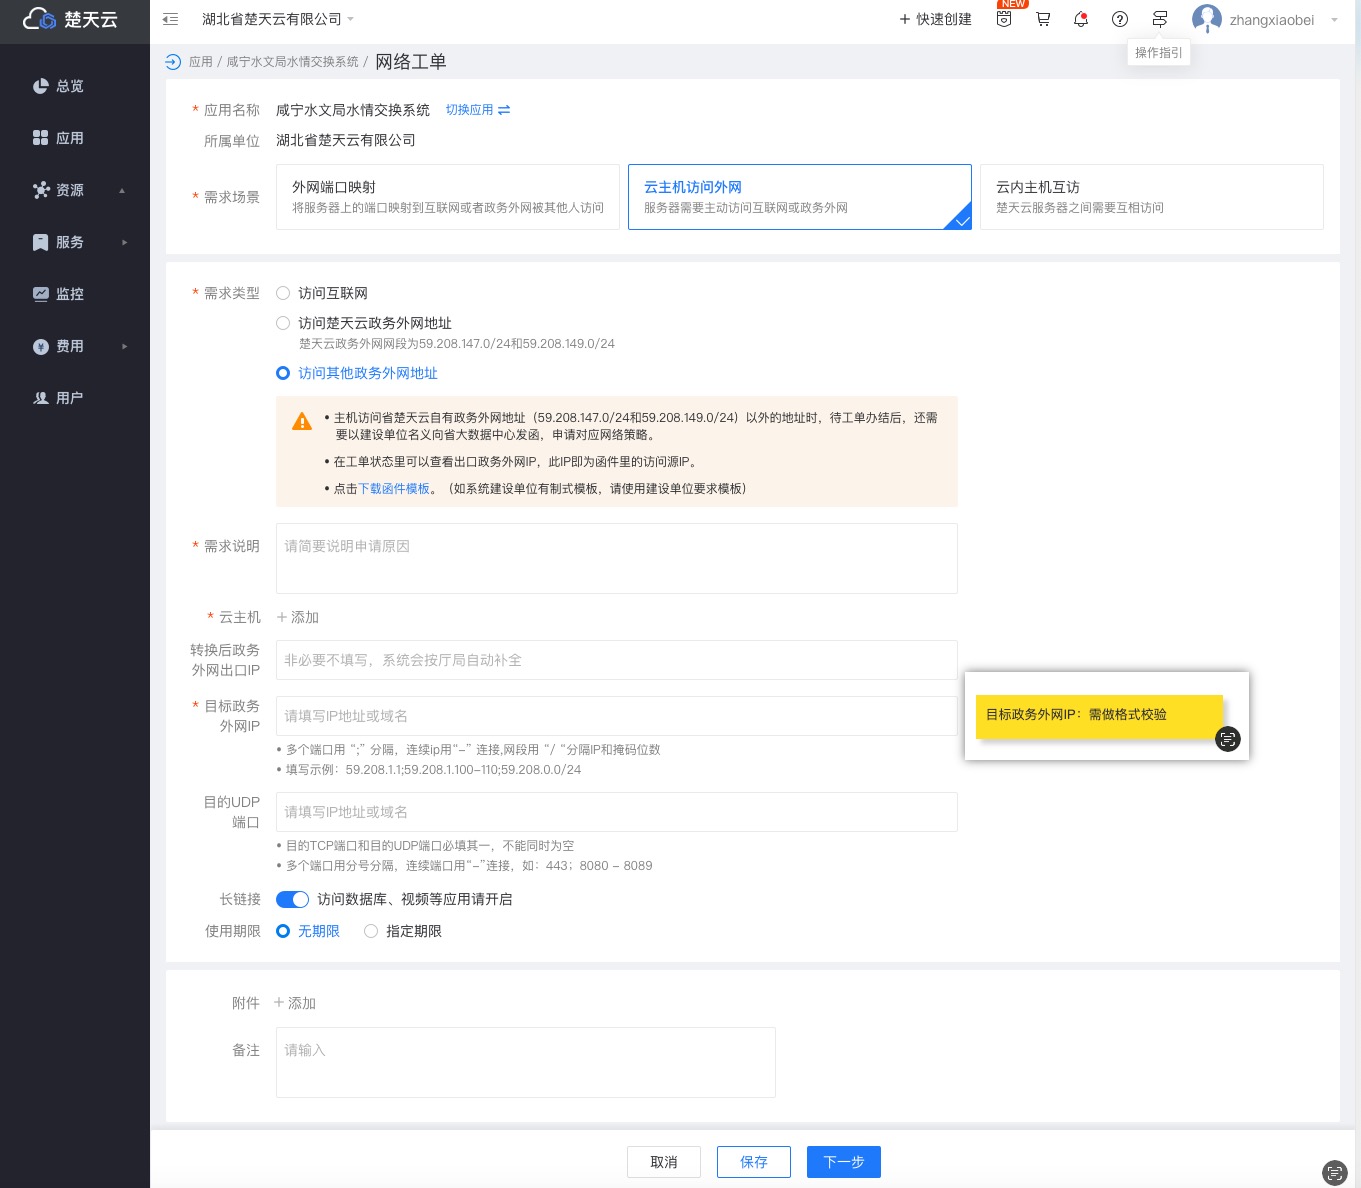 楚天云
湖北省楚天云有限公司
+ 快速创建
NEW
zhangxiaobei
操作指引
总览
应用
资源
服务
监控
费用
用户
应用 / 咸宁水文局水情交换系统 / 网络工单
* 应用名称 咸宁水文局水情交换系统 切换应用
所属单位 湖北省楚天云有限公司
* 需求场景
外网端口映射
将服务器上的端口映射到互联网或者政务外网被其他人访问
云主机访问外网
服务器需要主动访问互联网或政务外网
云内主机互访
楚天云服务器之间需要互相访问
* 需求类型 访问互联网
访问楚天云政务外网地址
楚天云政务外网网段为59.208.147.0/24和59.208.149.0/24
访问其他政务外网地址
• 主机访问省楚天云自有政务外网地址（59.208.147.0/24和59.208.149.0/24）以外的地址时，待工单办结后，还需
要以建设单位名义向省大数据中心发函，申请对应网络策略。
• 在工单状态里可以查看出口政务外网IP，此IP即为函件里的访问源IP。
• 点击下载函件模板。（如系统建设单位有制式模板，请使用建设单位要求模板）
* 需求说明 请简要说明申请原因
* 云主机 + 添加
转换后政务
外网出口IP
非必要不填写，系统会按厅局自动补全
* 目标政务
外网IP
请填写IP地址或域名
• 多个端口用 “;” 分隔，连续ip用“-” 连接,网段用 “/ “分隔IP和掩码位数
• 填写示例：59.208.1.1;59.208.1.100-110;59.208.0.0/24
目标政务外网IP：需做格式校验
目的UDP
端口
请填写IP地址或域名
• 目的TCP端口和目的UDP端口必填其一，不能同时为空
• 多个端口用分号分隔，连续端口用“-”连接，如：443；8080 - 8089
长链接 访问数据库、视频等应用请开启
使用期限 无期限 指定期限
附件 + 添加
备注 请输入
取消 保存 下一步